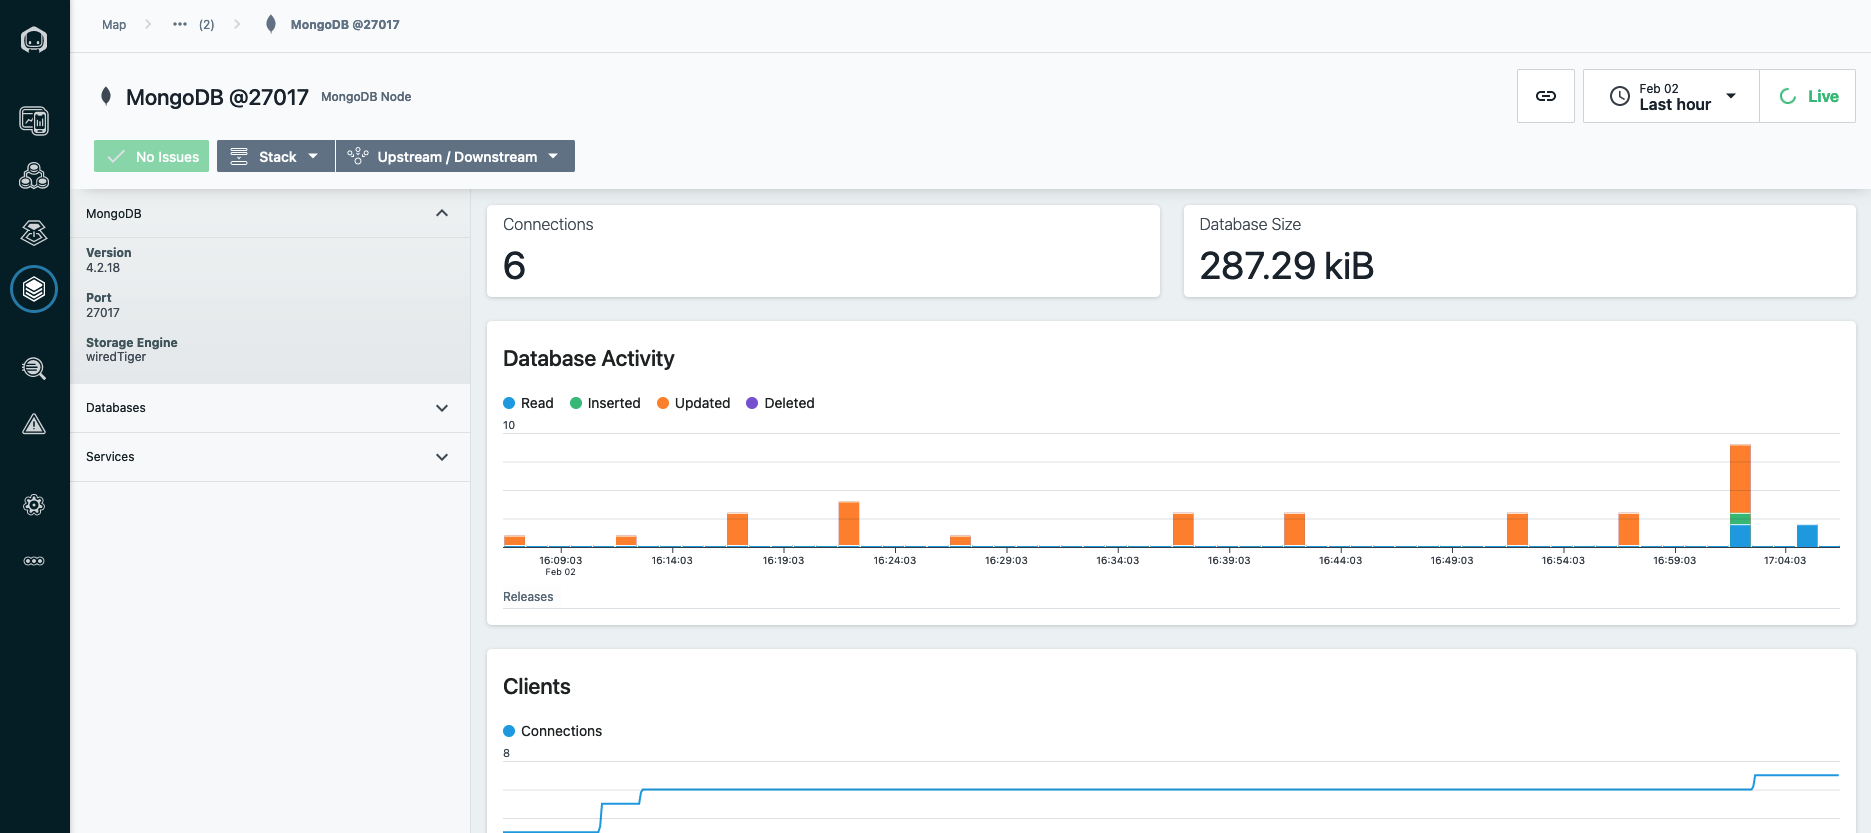 Map ••• (2) MongoDB @27017
MongoDB @27017 MongoDB Node
Feb 02
Last hour
Live
No Issues Stack Upstream / Downstream
MongoDB
Version
4.2.18
Port
27017
Storage Engine
wiredTiger
Databases
Services
Connections
6
Database Size
287.29 kiB
Database Activity
Read Inserted Updated Deleted
10
16:09:03 16:14:03 16:19:03 16:24:03 16:29:03 16:34:03 16:39:03 16:44:03 16:49:03 16:54:03 16:59:03 17:04:03
Feb 02
Releases
Clients
Connections
8